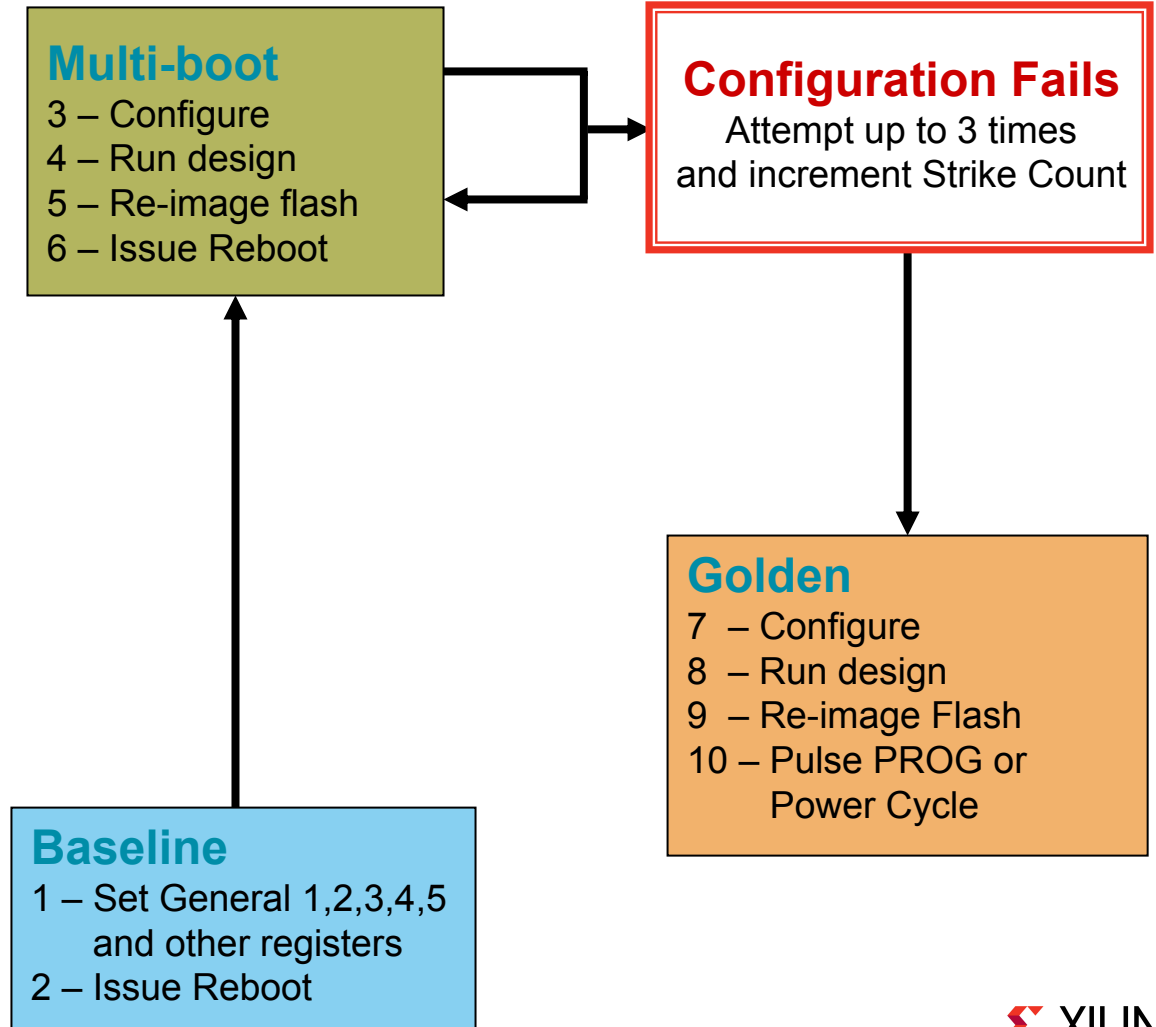 Multi-boot
3 – Configure
4 – Run design
5 – Re-image flash
6 – Issue Reboot
Configuration Fails
Attempt up to 3 times
and increment Strike Count
Golden
7 – Configure
8 – Run design
9 – Re-image Flash
10 – Pulse PROG or
Power Cycle
Baseline
1 – Set General 1,2,3,4,5
and other registers
2 – Issue Reboot